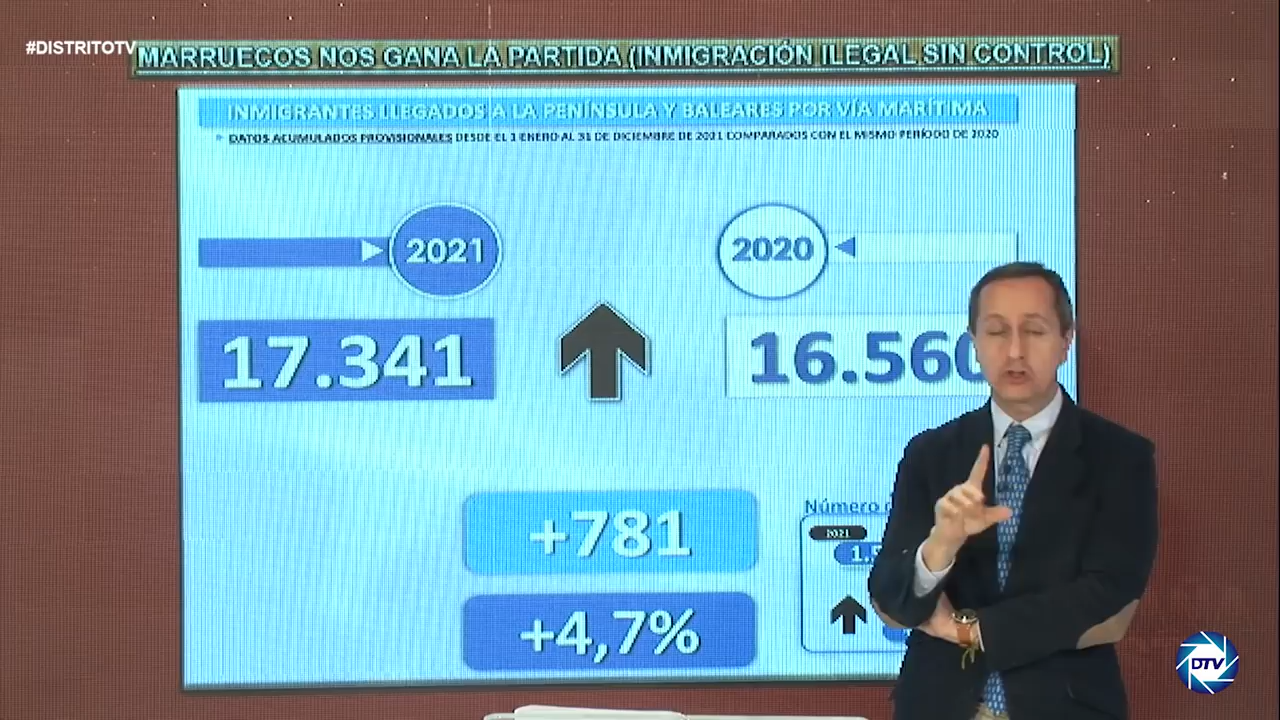 #DISTRITOTV
MARRUECOS NOS GANA LA PARTIDA (INMIGRACIÓN ILEGAL SIN CONTROL)
INMIGRANTES LLEGADOS A LA PENÍNSULA Y BALEARES POR VÍA MARÍTIMA
DATOS ACUMULADOS PROVISIONALES DESDE EL 1 ENERO AL 31 DE DICIEMBRE DE 2021 COMPARADOS CON EL MISMO PERÍODO DE 2020
2021
2020
17.341
16.560
+781
+4,7%
Número
2021
DTV